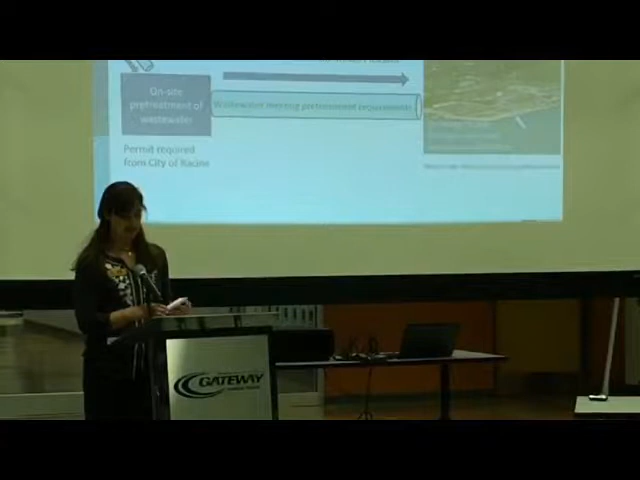 On-site
pretreatment of
wastewater
Wastewater meeting pretreatment requirements
Permit required
from City of Racine
GATEWAY